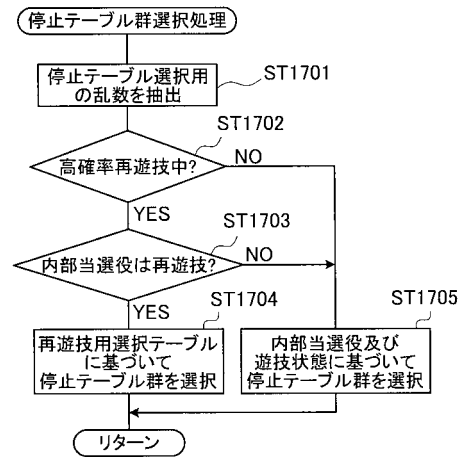 停止テーブル群選択処理
停止テーブル選択用
の乱数を抽出
ST1701
ST1702
高確率再遊技中?
NO
YES
ST1703
内部当選役は再遊技?
NO
YES
ST1704
ST1705
再遊技用選択テーブル
に基づいて
停止テーブル群を選択
内部当選役及び
遊技状態に基づいて
停止テーブル群を選択
リターン